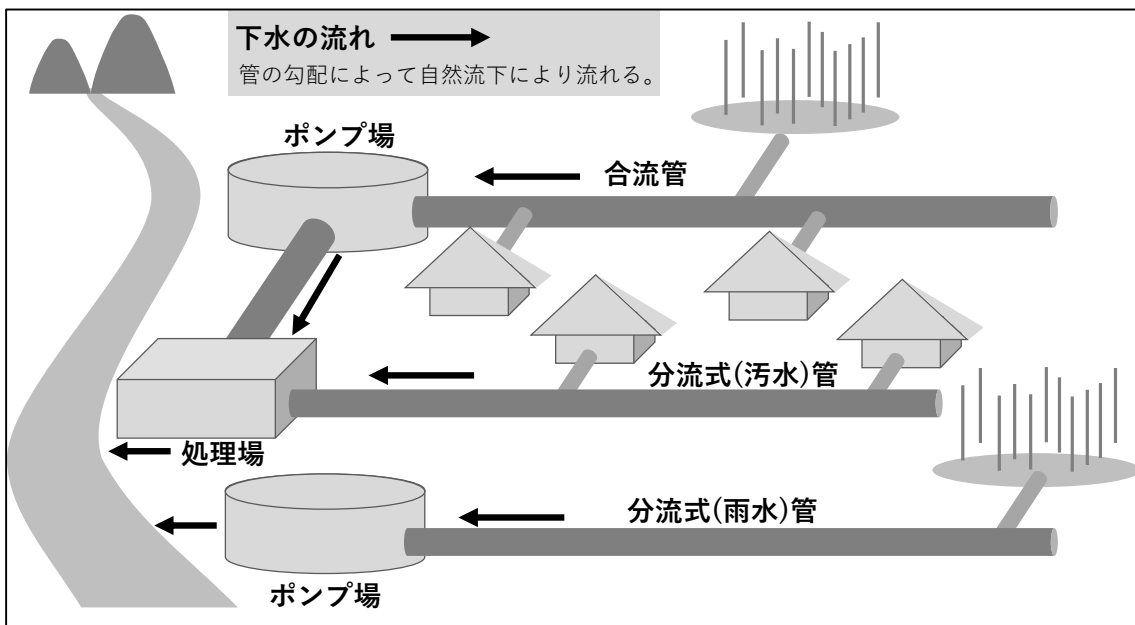 下水の流れ
管の勾配によって自然流下により流れる。
ポンプ場
合流管
分流式(汚水)管
処理場
分流式(雨水)管
ポンプ場